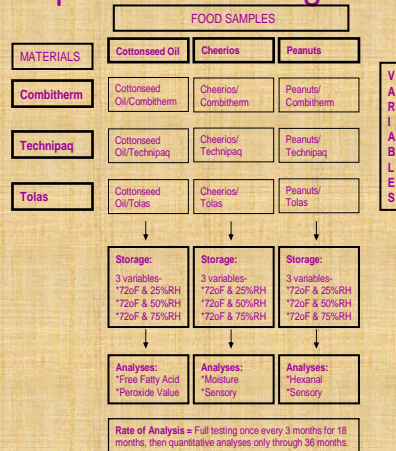 FOOD SAMPLES
MATERIALS
Cottonseed Oil
Cheerios
Peanuts
Combitherm
Cottonseed
Oil/Combitherm
Cheerios/
Combitherm
Peanuts/
Combitherm
Technipaq
Cottonseed
Oil/Technipaq
Cheerios/
Technipaq
Peanuts/
Technipaq
Tolas
Cottonseed
Oil/Tolas
Cheerios/
Tolas
Peanuts/
Tolas
V
A
R
I
A
B
L
E
S
Storage:
3 variables-
*72oF & 25%RH
*72oF & 50%RH
*72oF & 75%RH
Storage:
3 variables-
*72oF & 25%RH
*72oF & 50%RH
*72oF & 75%RH
Storage:
3 variables-
*72oF & 25%RH
*72oF & 50%RH
*72oF & 75%RH
Analyses:
*Free Fatty Acid
*Peroxide Value
Analyses:
*Moisture
*Sensory
Analyses:
*Hexanal
*Sensory
Rate of Analysis = Full testing once every 3 months for 18
months, then quantitative analyses only through 36 months.